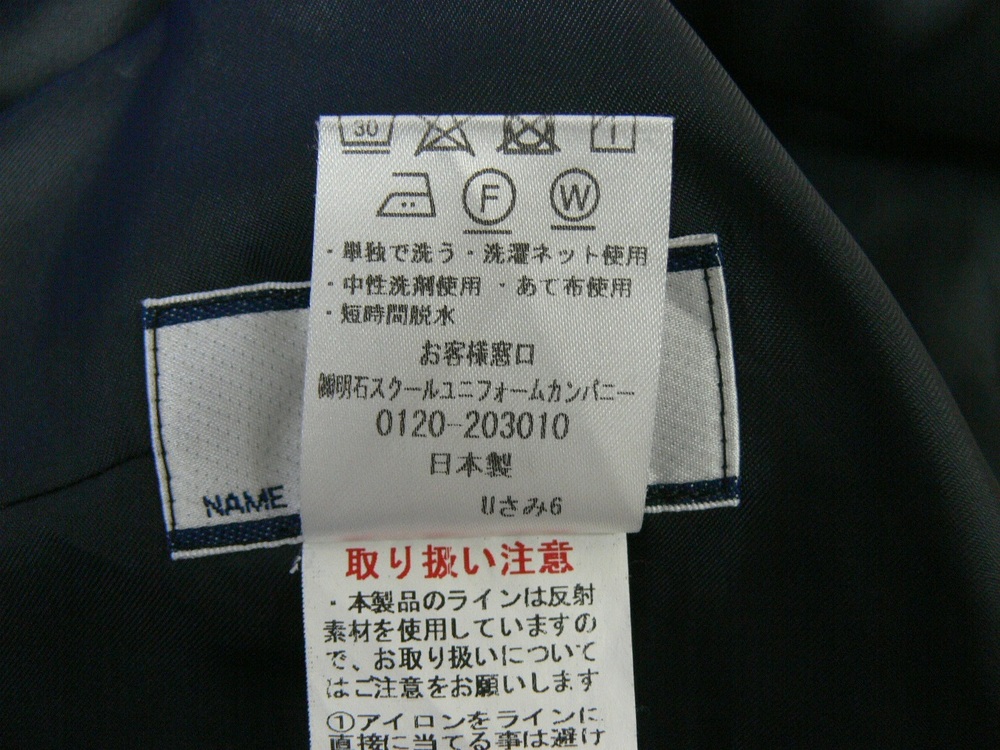 30
F W
・単独で洗う・洗濯ネット使用
・中性洗剤使用 ・あて布使用
・短時間脱水
お客様窓口
㈱明石スクールユニフォームカンパニー
0120-203010
日本製
Uさみ6
NAME
取り扱い注意
・本製品のラインは反射
素材を使用していますの
で、お取り扱いについて
はご注意をお願いします
①アイロンをラインに
直接に当てる事は避け